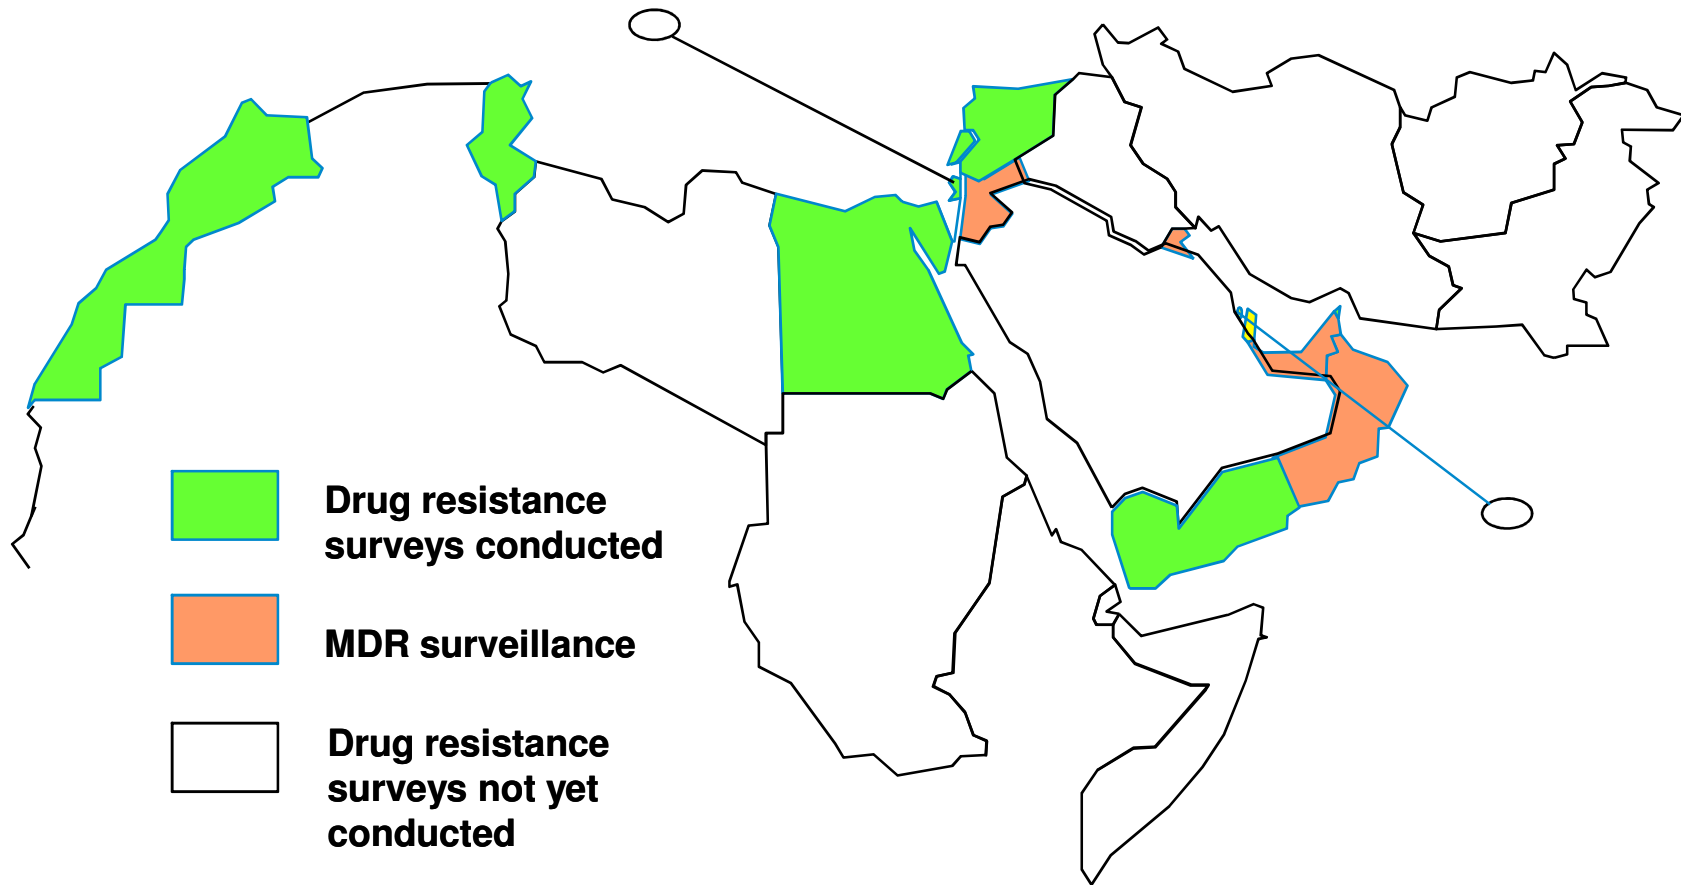 Drug resistance
surveys conducted
MDR surveillance
Drug resistance
surveys not yet
conducted